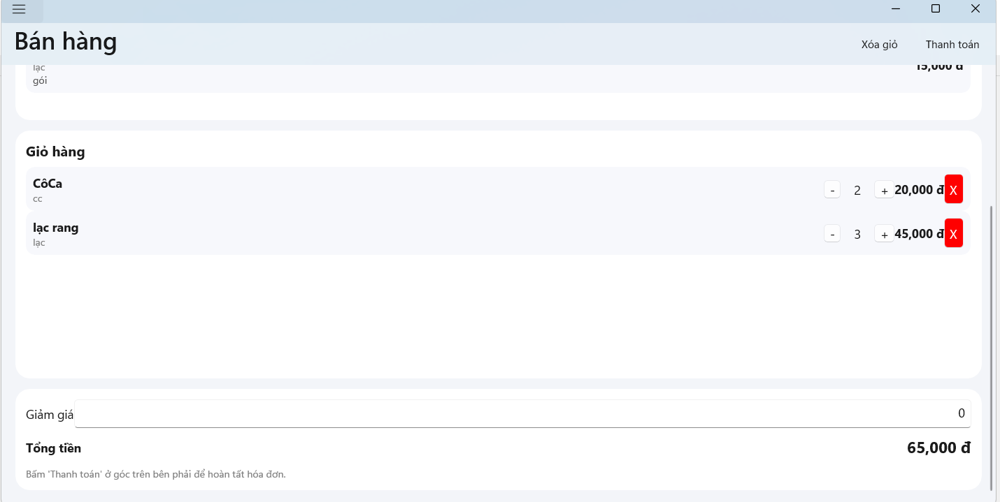 Bán hàng
Xóa giỏ Thanh toán
lạc
15,000 đ
gói
Giỏ hàng
CôCa
cc
- 2 + 20,000 đ X
lạc rang
lạc
- 3 + 45,000 đ X
Giảm giá 0
Tổng tiền 65,000 đ
Bấm 'Thanh toán' ở góc trên bên phải để hoàn tất hóa đơn.